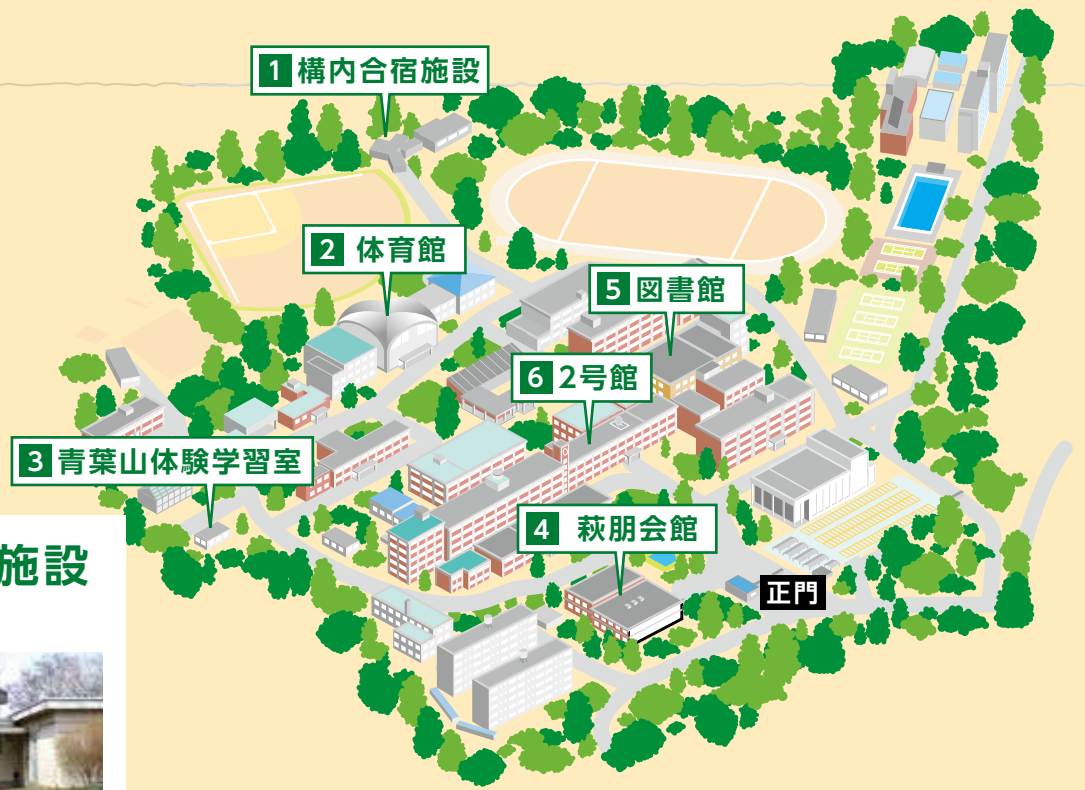 1 構内合宿施設
2 体育館
5 図書館
6 2号館
3 青葉山体験学習室
4 萩朋会館
施設
正門